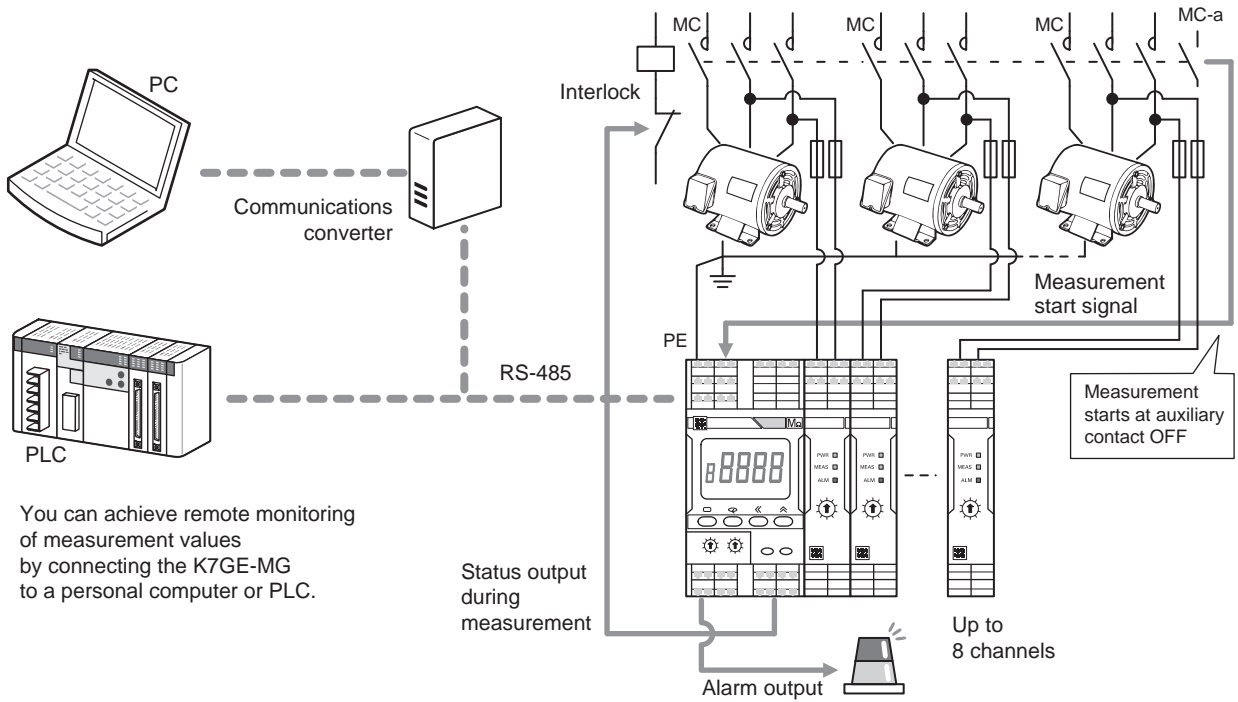 MC
MC
MC
MC-a
PC
Interlock
Communications
converter
Measurement
start signal
PE
RS-485
Measurement
starts at auxiliary
contact OFF
PLC
MΩ
8 8888
PWR
MEAS
ALM
PWR
MEAS
ALM
PWR
MEAS
ALM
You can achieve remote monitoring
of measurement values
by connecting the K7GE-MG
to a personal computer or PLC.
Status output
during
measurement
Up to
8 channels
Alarm output